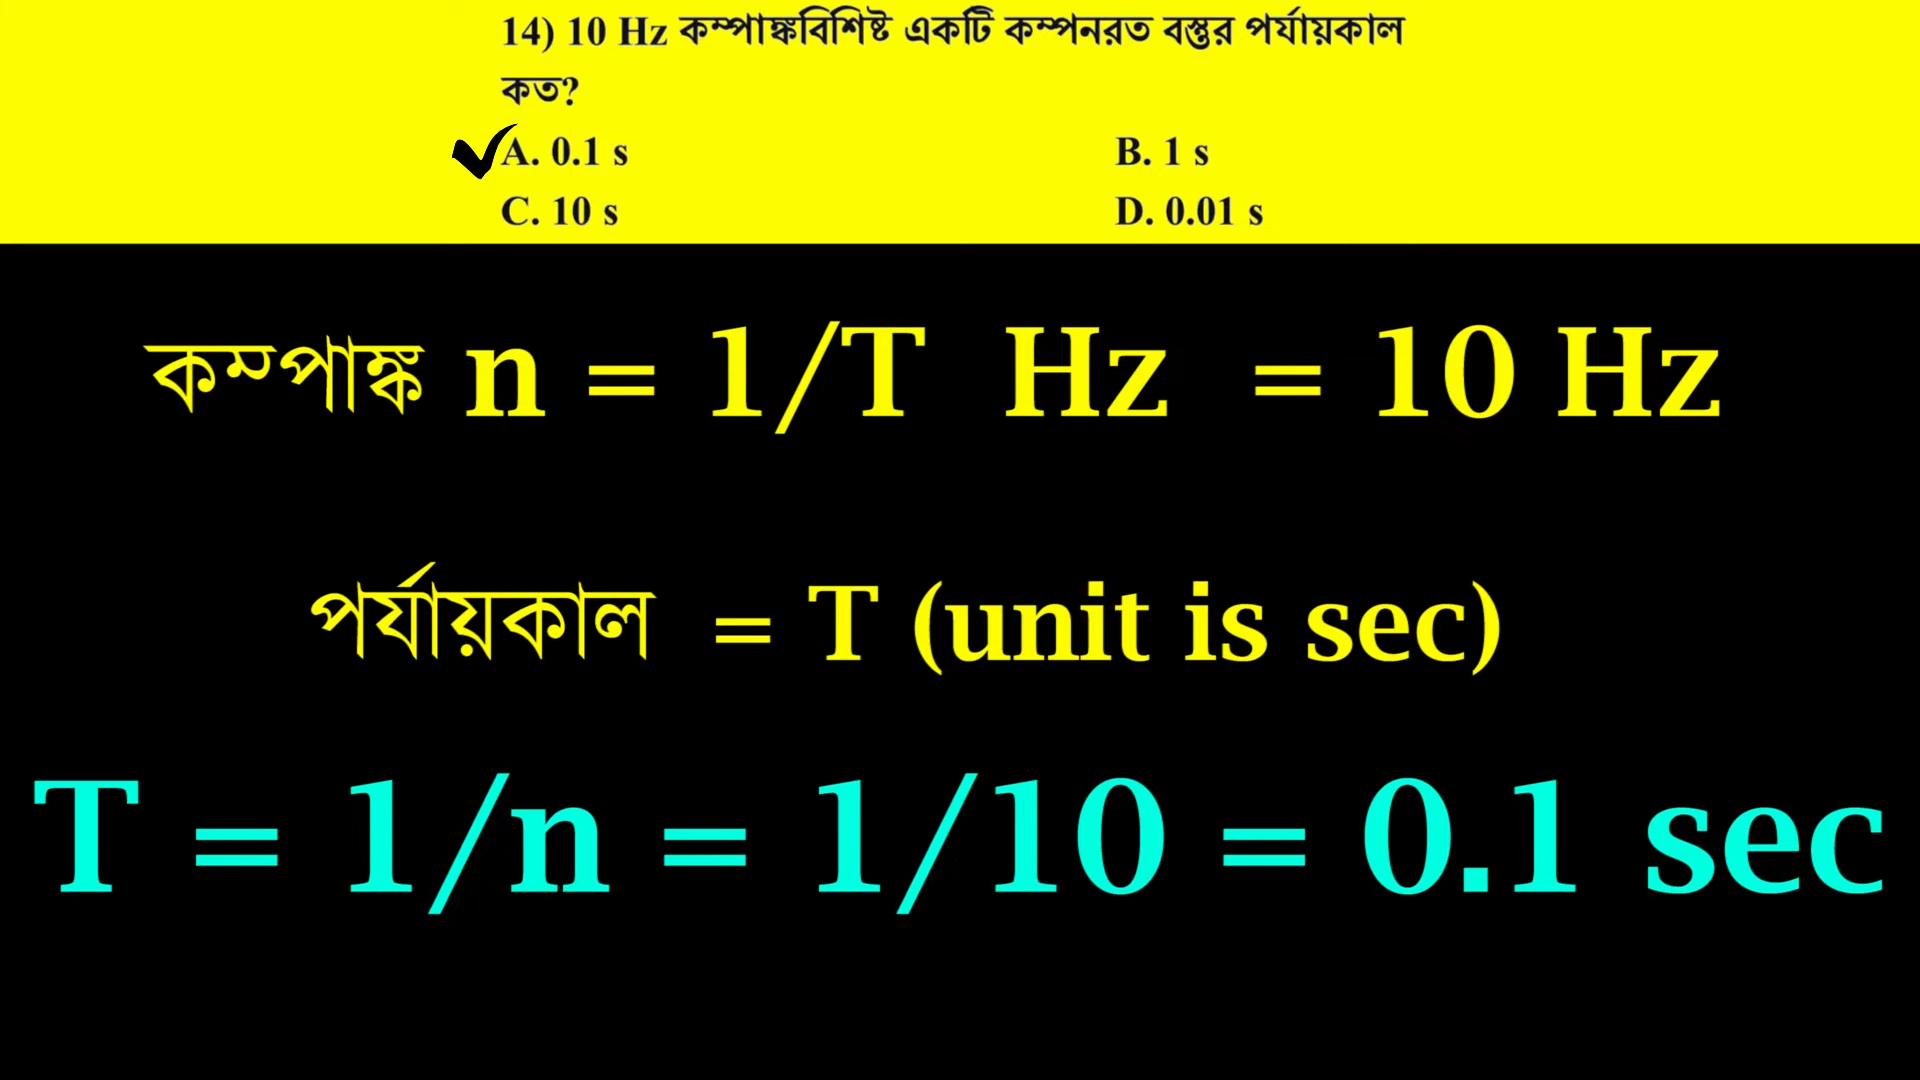 14) 10 Hz কম্পাঙ্কবিশিষ্ট একটি কম্পনরত বস্তুর পর্যায়কাল
কত?
A. 0.1 s B. 1 s
C. 10 s D. 0.01 s
কম্পাঙ্ক n = 1/T Hz = 10 Hz
পর্যায়কাল = T (unit is sec)
T = 1/n = 1/10 = 0.1 sec